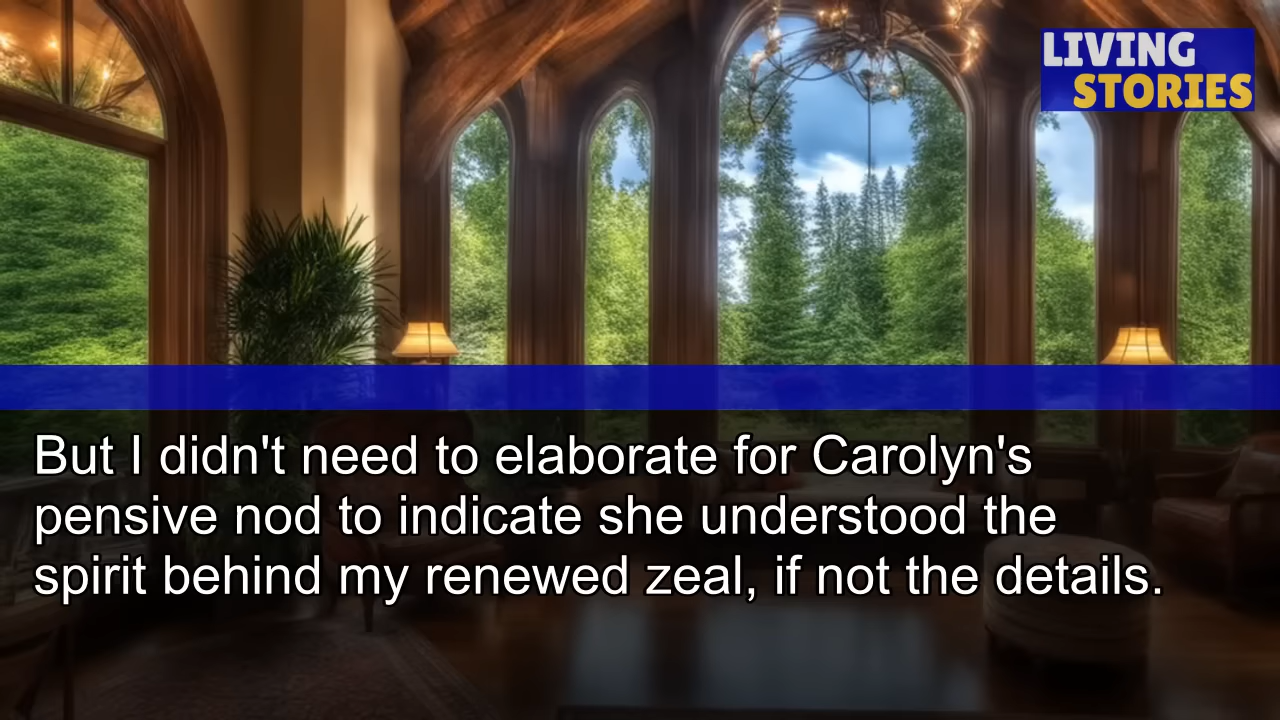 LIVING
STORIES
But I didn't need to elaborate for Carolyn's
pensive nod to indicate she understood the
spirit behind my renewed zeal, if not the details.